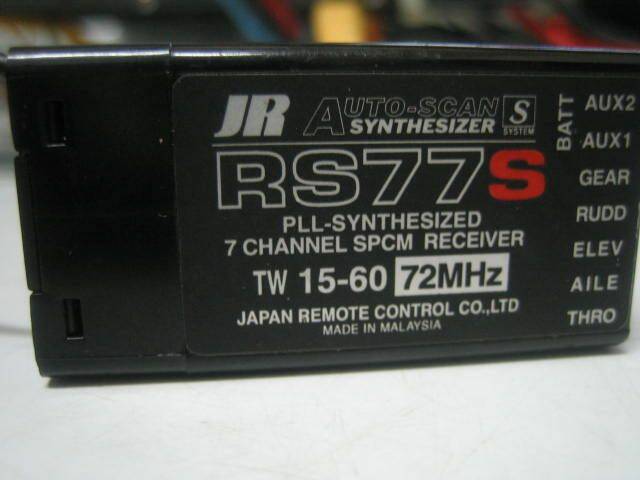 JR AUTO-SCAN
SYNTHESIZER S SYSTEM
RS77S
PLL-SYNTHESIZED
7 CHANNEL SPCM RECEIVER
TW 15-60 72MHz
JAPAN REMOTE CONTROL CO.,LTD
MADE IN MALAYSIA
BATT
AUX2
AUX1
GEAR
RUDD
ELEV
AILE
THRO